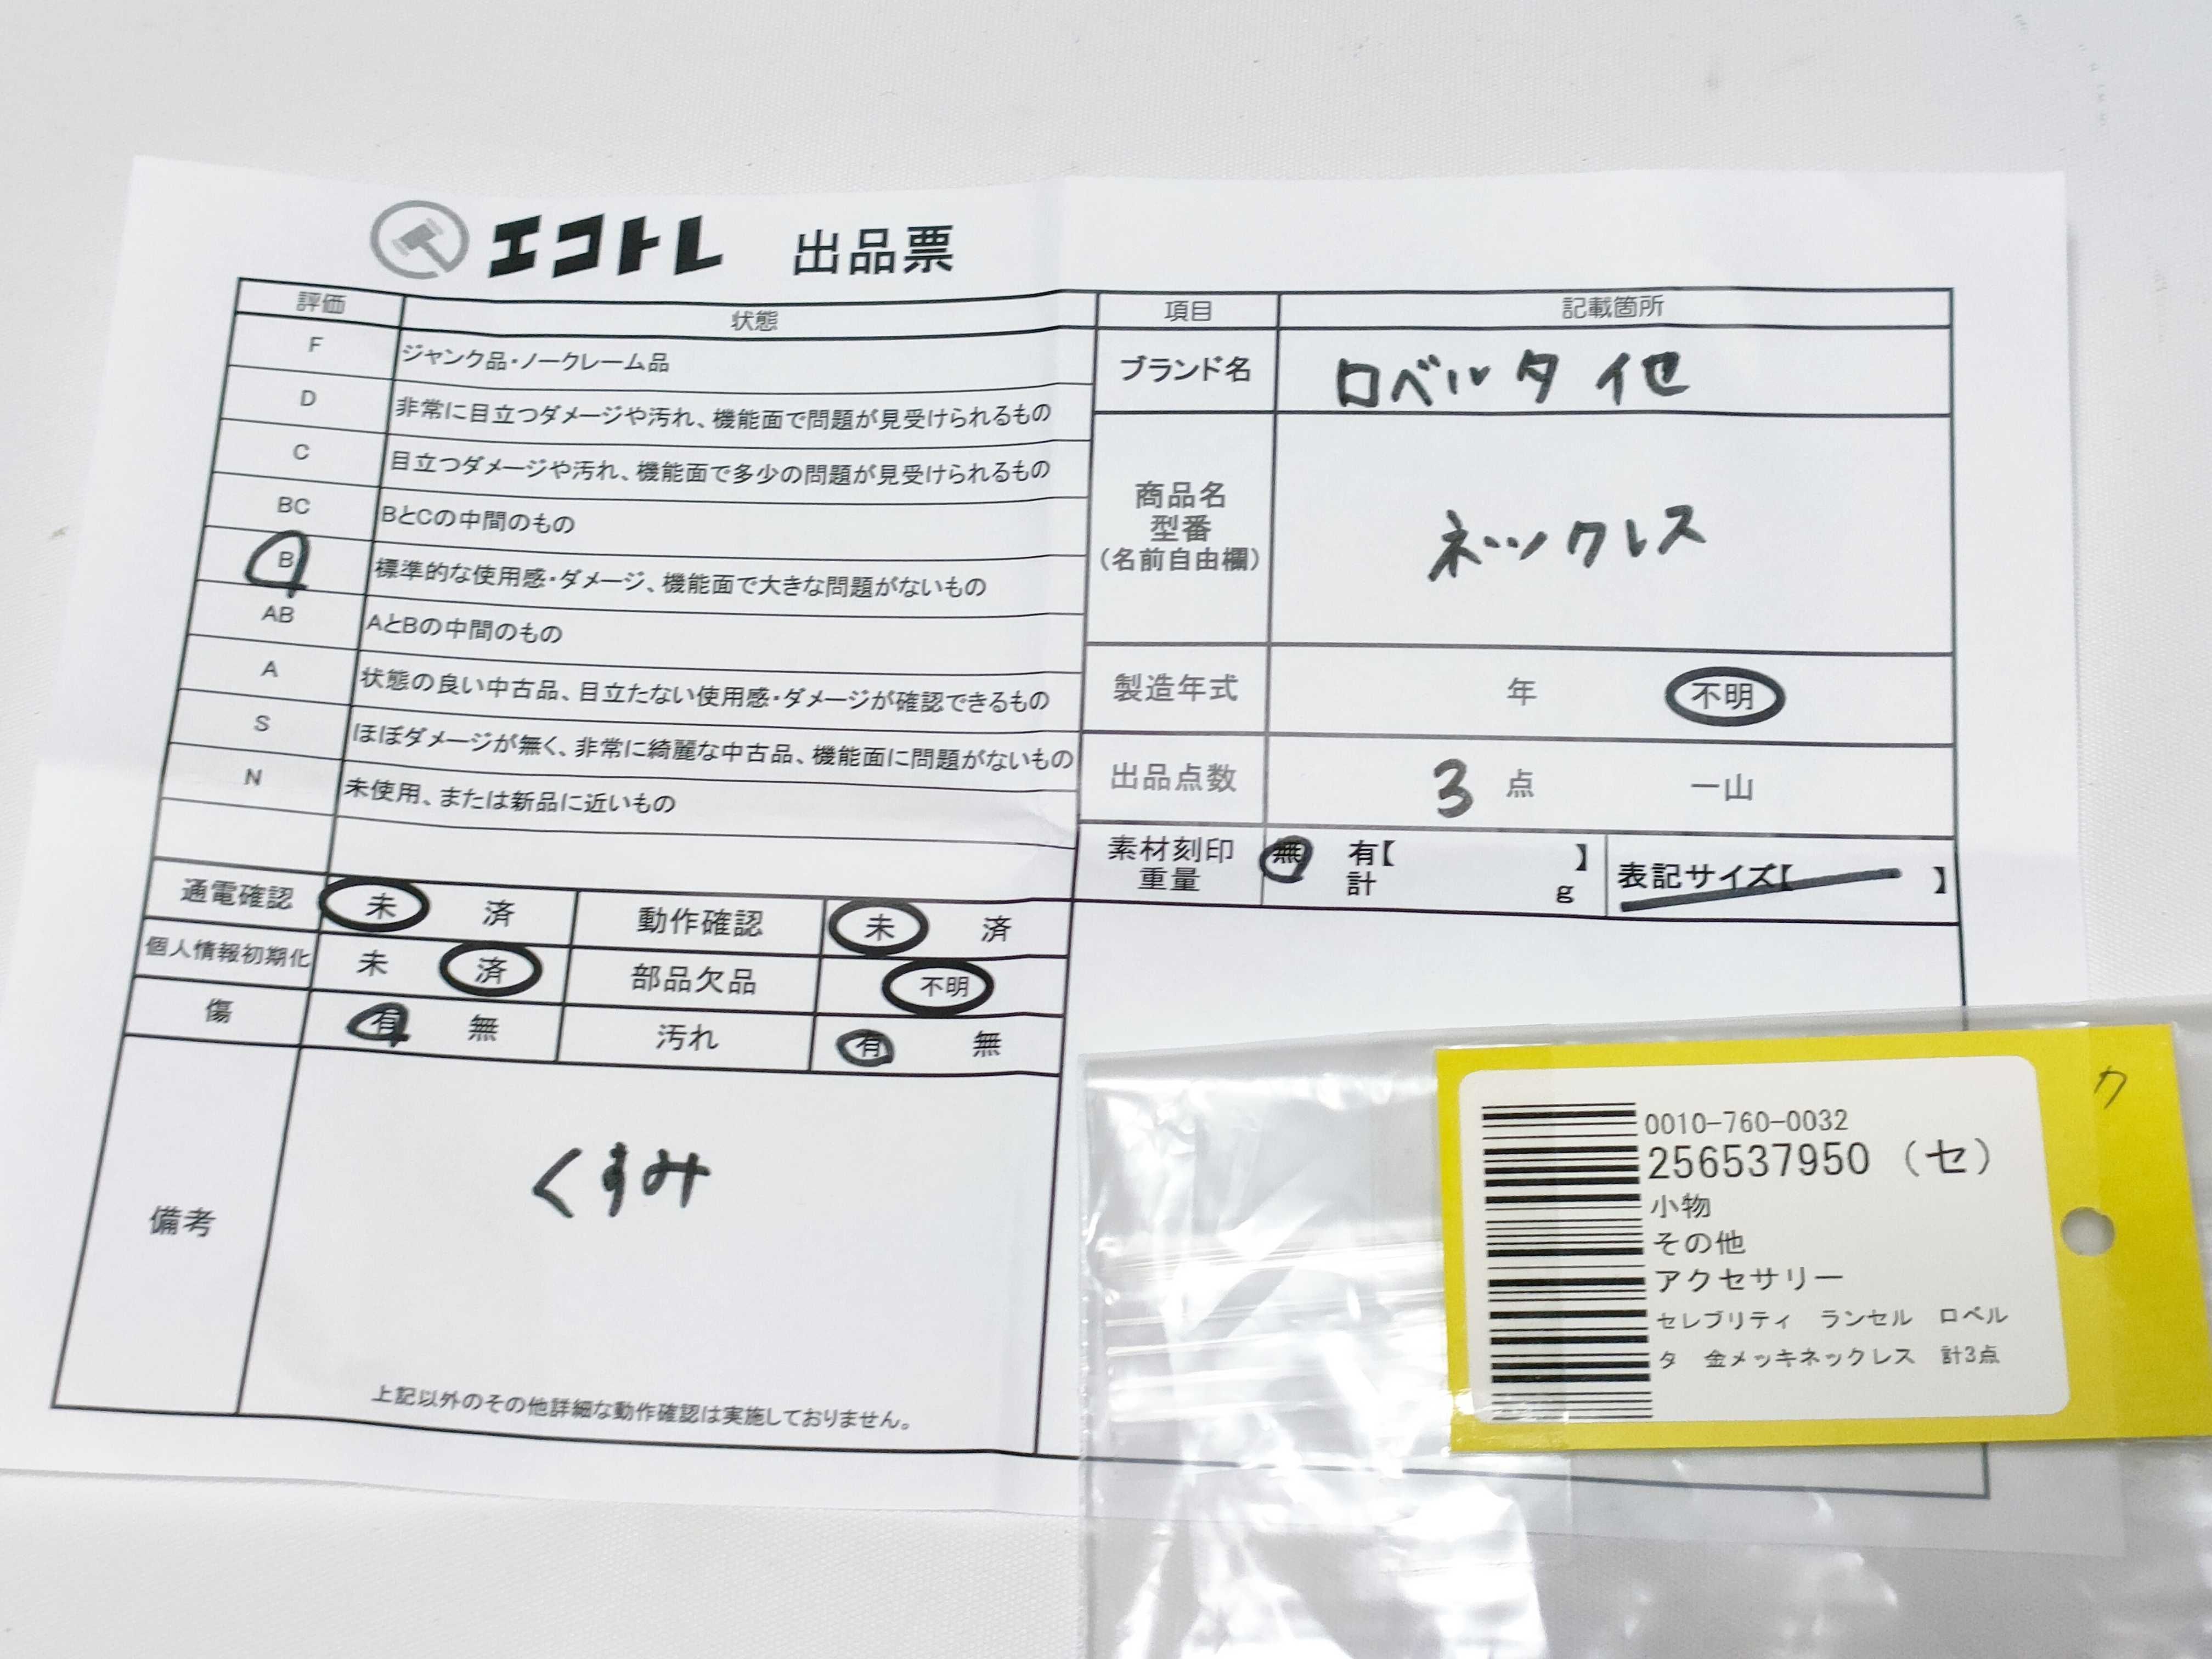 エコトレ 出品票
評価 状態
F ジャンク品・ノークレーム品
D 非常に目立つダメージや汚れ、機能面で問題が見受けられるもの
C 目立つダメージや汚れ、機能面で多少の問題が見受けられるもの
BC BとCの中間のもの
B 標準的な使用感・ダメージ、機能面で大きな問題がないもの
AB AとBの中間のもの
A 状態の良い中古品、目立たない使用感・ダメージが確認できるもの
S ほぼダメージが無く、非常に綺麗な中古品、機能面に問題がないもの
N 未使用、または新品に近いもの
通電確認 未 済 動作確認 未 済
個人情報初期化 未 済 部品欠品 不明
傷 有 無 汚れ 有 無
備考 くすみ
上記以外のその他詳細な動作確認は実施しておりません。
項目 記載箇所
ブランド名 ロベルタ 他
商品名
型番
(名前自由欄)
ネックレス
製造年式 年 不明
出品点数 3 点 一山
素材刻印 無 有【 】
重量 計 g
表記サイズ【 】
カ
0010-760-0032
256537950 (セ)
小物
その他
アクセサリー
セレブリティ ランセル ロベル
タ 金メッキネックレス 計3点